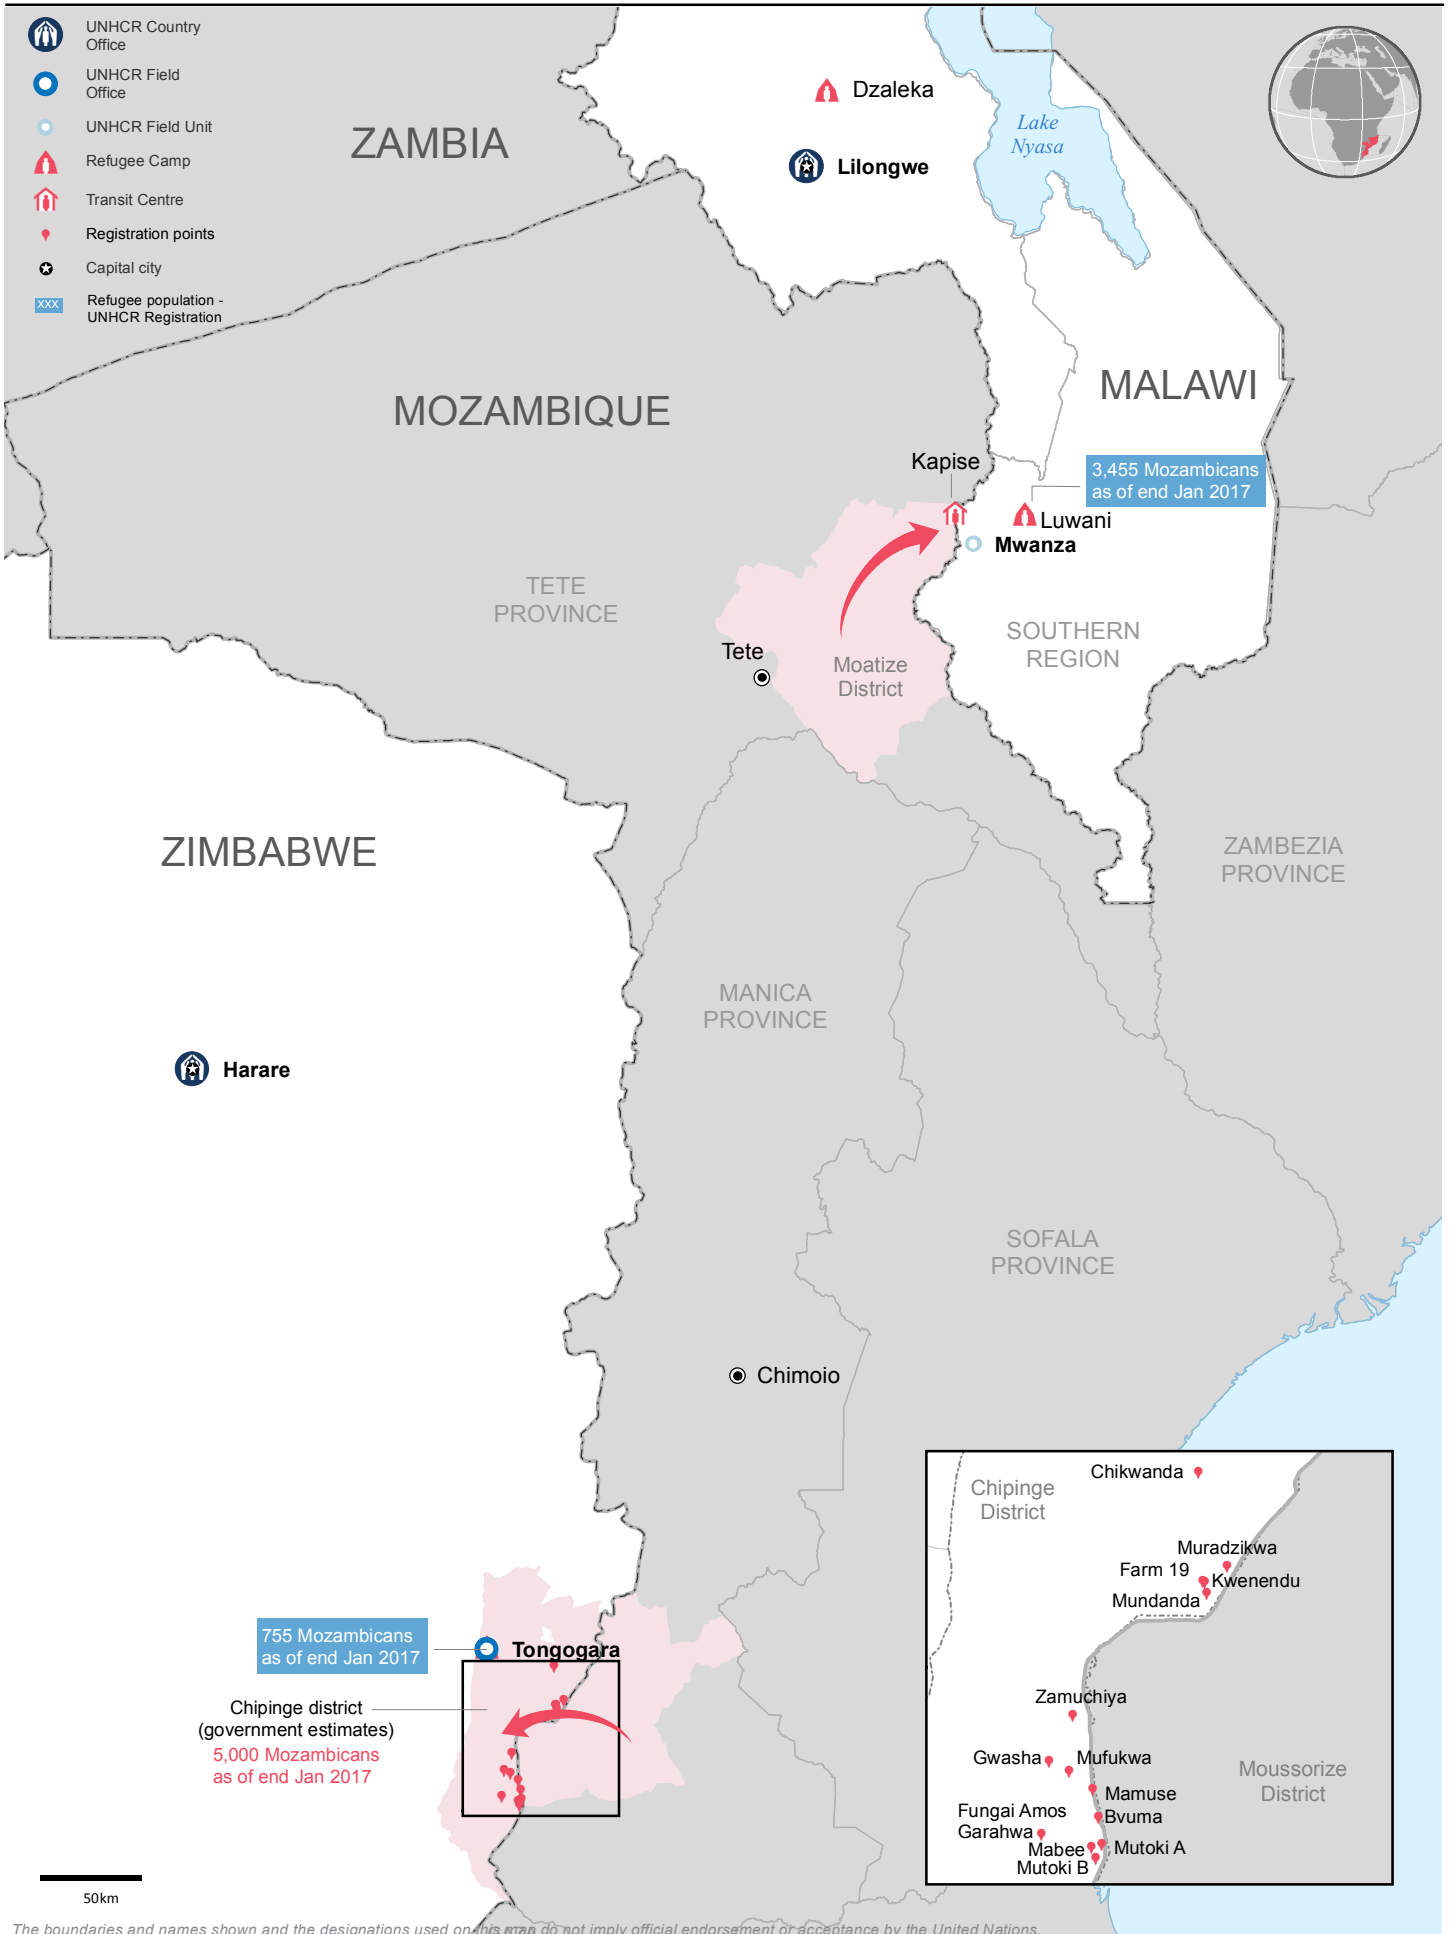 UNHCR Country
Office
UNHCR Field
Office
UNHCR Field Unit
Refugee Camp
Transit Centre
Registration points
Capital city
XXX
Refugee population -
UNHCR Registration
ZAMBIA
Dzaleka
Lilongwe
Lake
Nyasa
MOZAMBIQUE
MALAWI
Kapise
3,455 Mozambicans
as of end Jan 2017
Luwani
Mwanza
TETE
PROVINCE
SOUTHERN
REGION
Tete
Moatize
District
ZIMBABWE
ZAMBEZIA
PROVINCE
MANICA
PROVINCE
Harare
SOFALA
PROVINCE
Chimoio
755 Mozambicans
as of end Jan 2017
Tongogara
Chipinge district
(government estimates)
5,000 Mozambicans
as of end Jan 2017
Chipinge
District
Chikwanda
Muradzikwa
Farm 19
Kwenendu
Mundanda
Zamuchiya
Gwasha
Mufukwa
Mamuse
Bvuma
Fungai Amos
Garahwa
Mabee
Mutoki A
Mutoki B
Moussorize
District
50km
The boundaries and names shown and the designations used on this map do not imply official endorsement or acceptance by the United Nations.